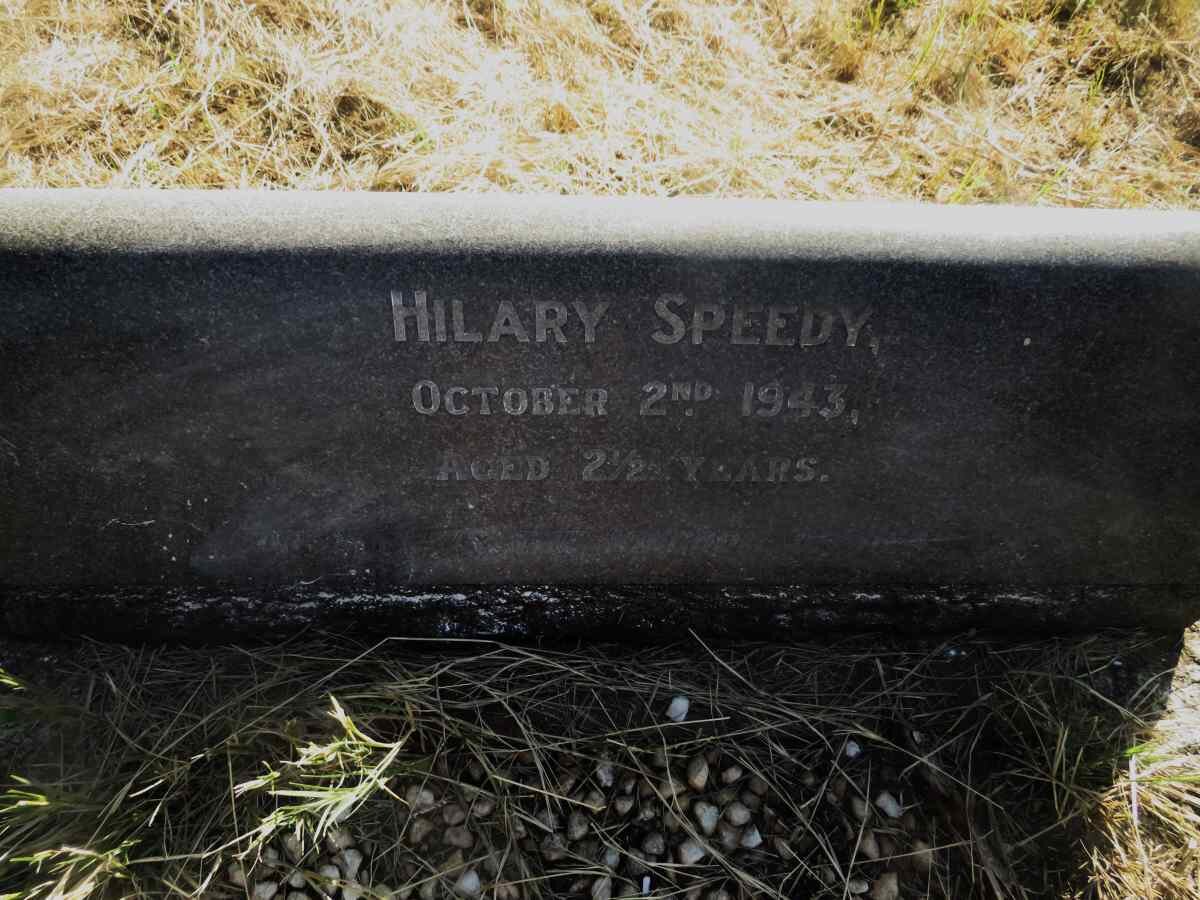 HILARY SPEEDY,
OCTOBER 2ND. 1943,
AGED 2½ YEARS.